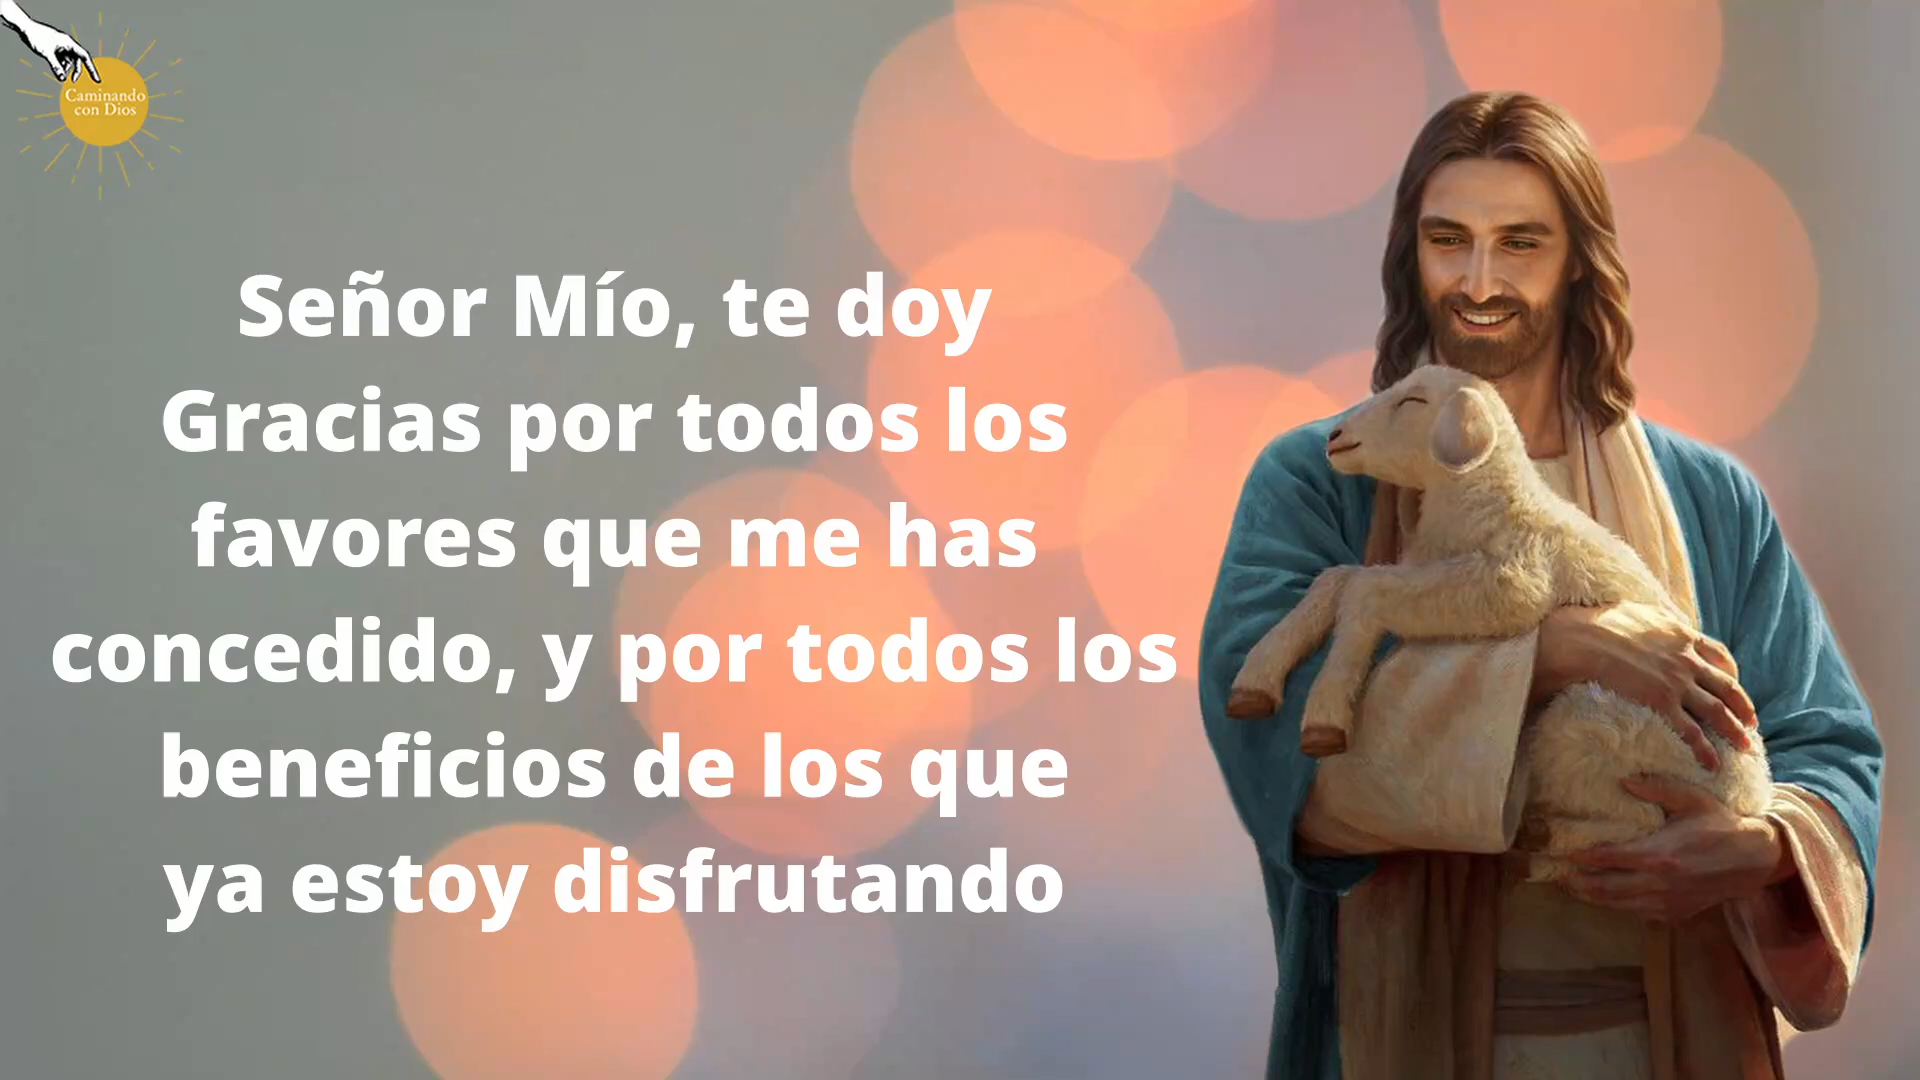 Caminando
con Dios
Señor Mío, te doy
Gracias por todos los
favores que me has
concedido, y por todos los
beneficios de los que
ya estoy disfrutando